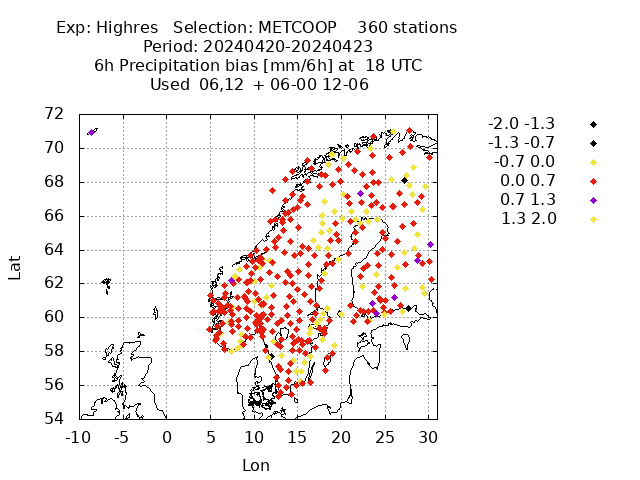 Exp: Highres   Selection: METCOOP    360 stations
Period: 20240420-20240423
6h Precipitation bias [mm/6h] at  18 UTC
Used  06,12  + 06-00 12-06
72
70
68
66
64
62
60
58
56
54
Lat
-10 -5 0 5 10 15 20 25 30
Lon
-2.0 -1.3
-1.3 -0.7
-0.7 0.0
0.0 0.7
0.7 1.3
1.3 2.0